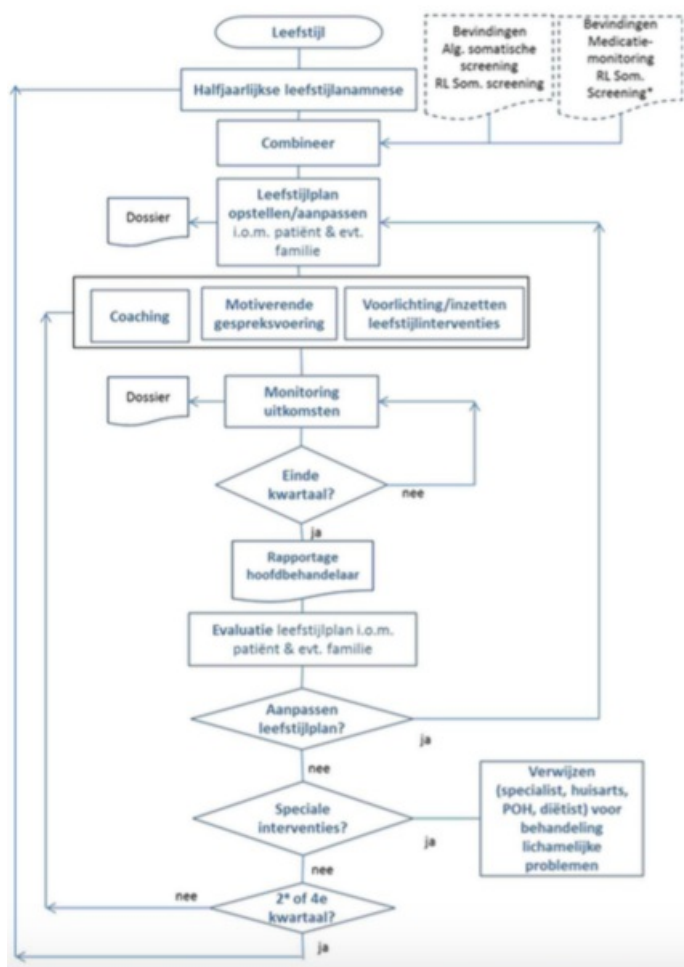 Leefstijl
Bevindingen
Alg. somatische
screening
RL Som. screening
Bevindingen
Medicatie-
monitoring
RL Som.
Screening*
Halfjaarlijkse leefstijlanamnese
Combineer
Leefstijlplan
opstellen/aanpassen
i.o.m. patiënt & evt.
familie
Dossier
Coaching
Motiverende
gespreksvoering
Voorlichting/inzetten
leefstijlinterventies
Monitoring
uitkomsten
Dossier
Einde
kwartaal?
nee
ja
Rapportage
hoofdbehandelaar
Evaluatie leefstijlplan i.o.m.
patiënt & evt. familie
Aanpassen
leefstijlplan?
ja
nee
Speciale
interventies?
ja
Verwijzen
(specialist, huisarts,
POH, diëtist) voor
behandeling
lichamelijke
problemen
nee
2e of 4e
kwartaal?
nee
ja